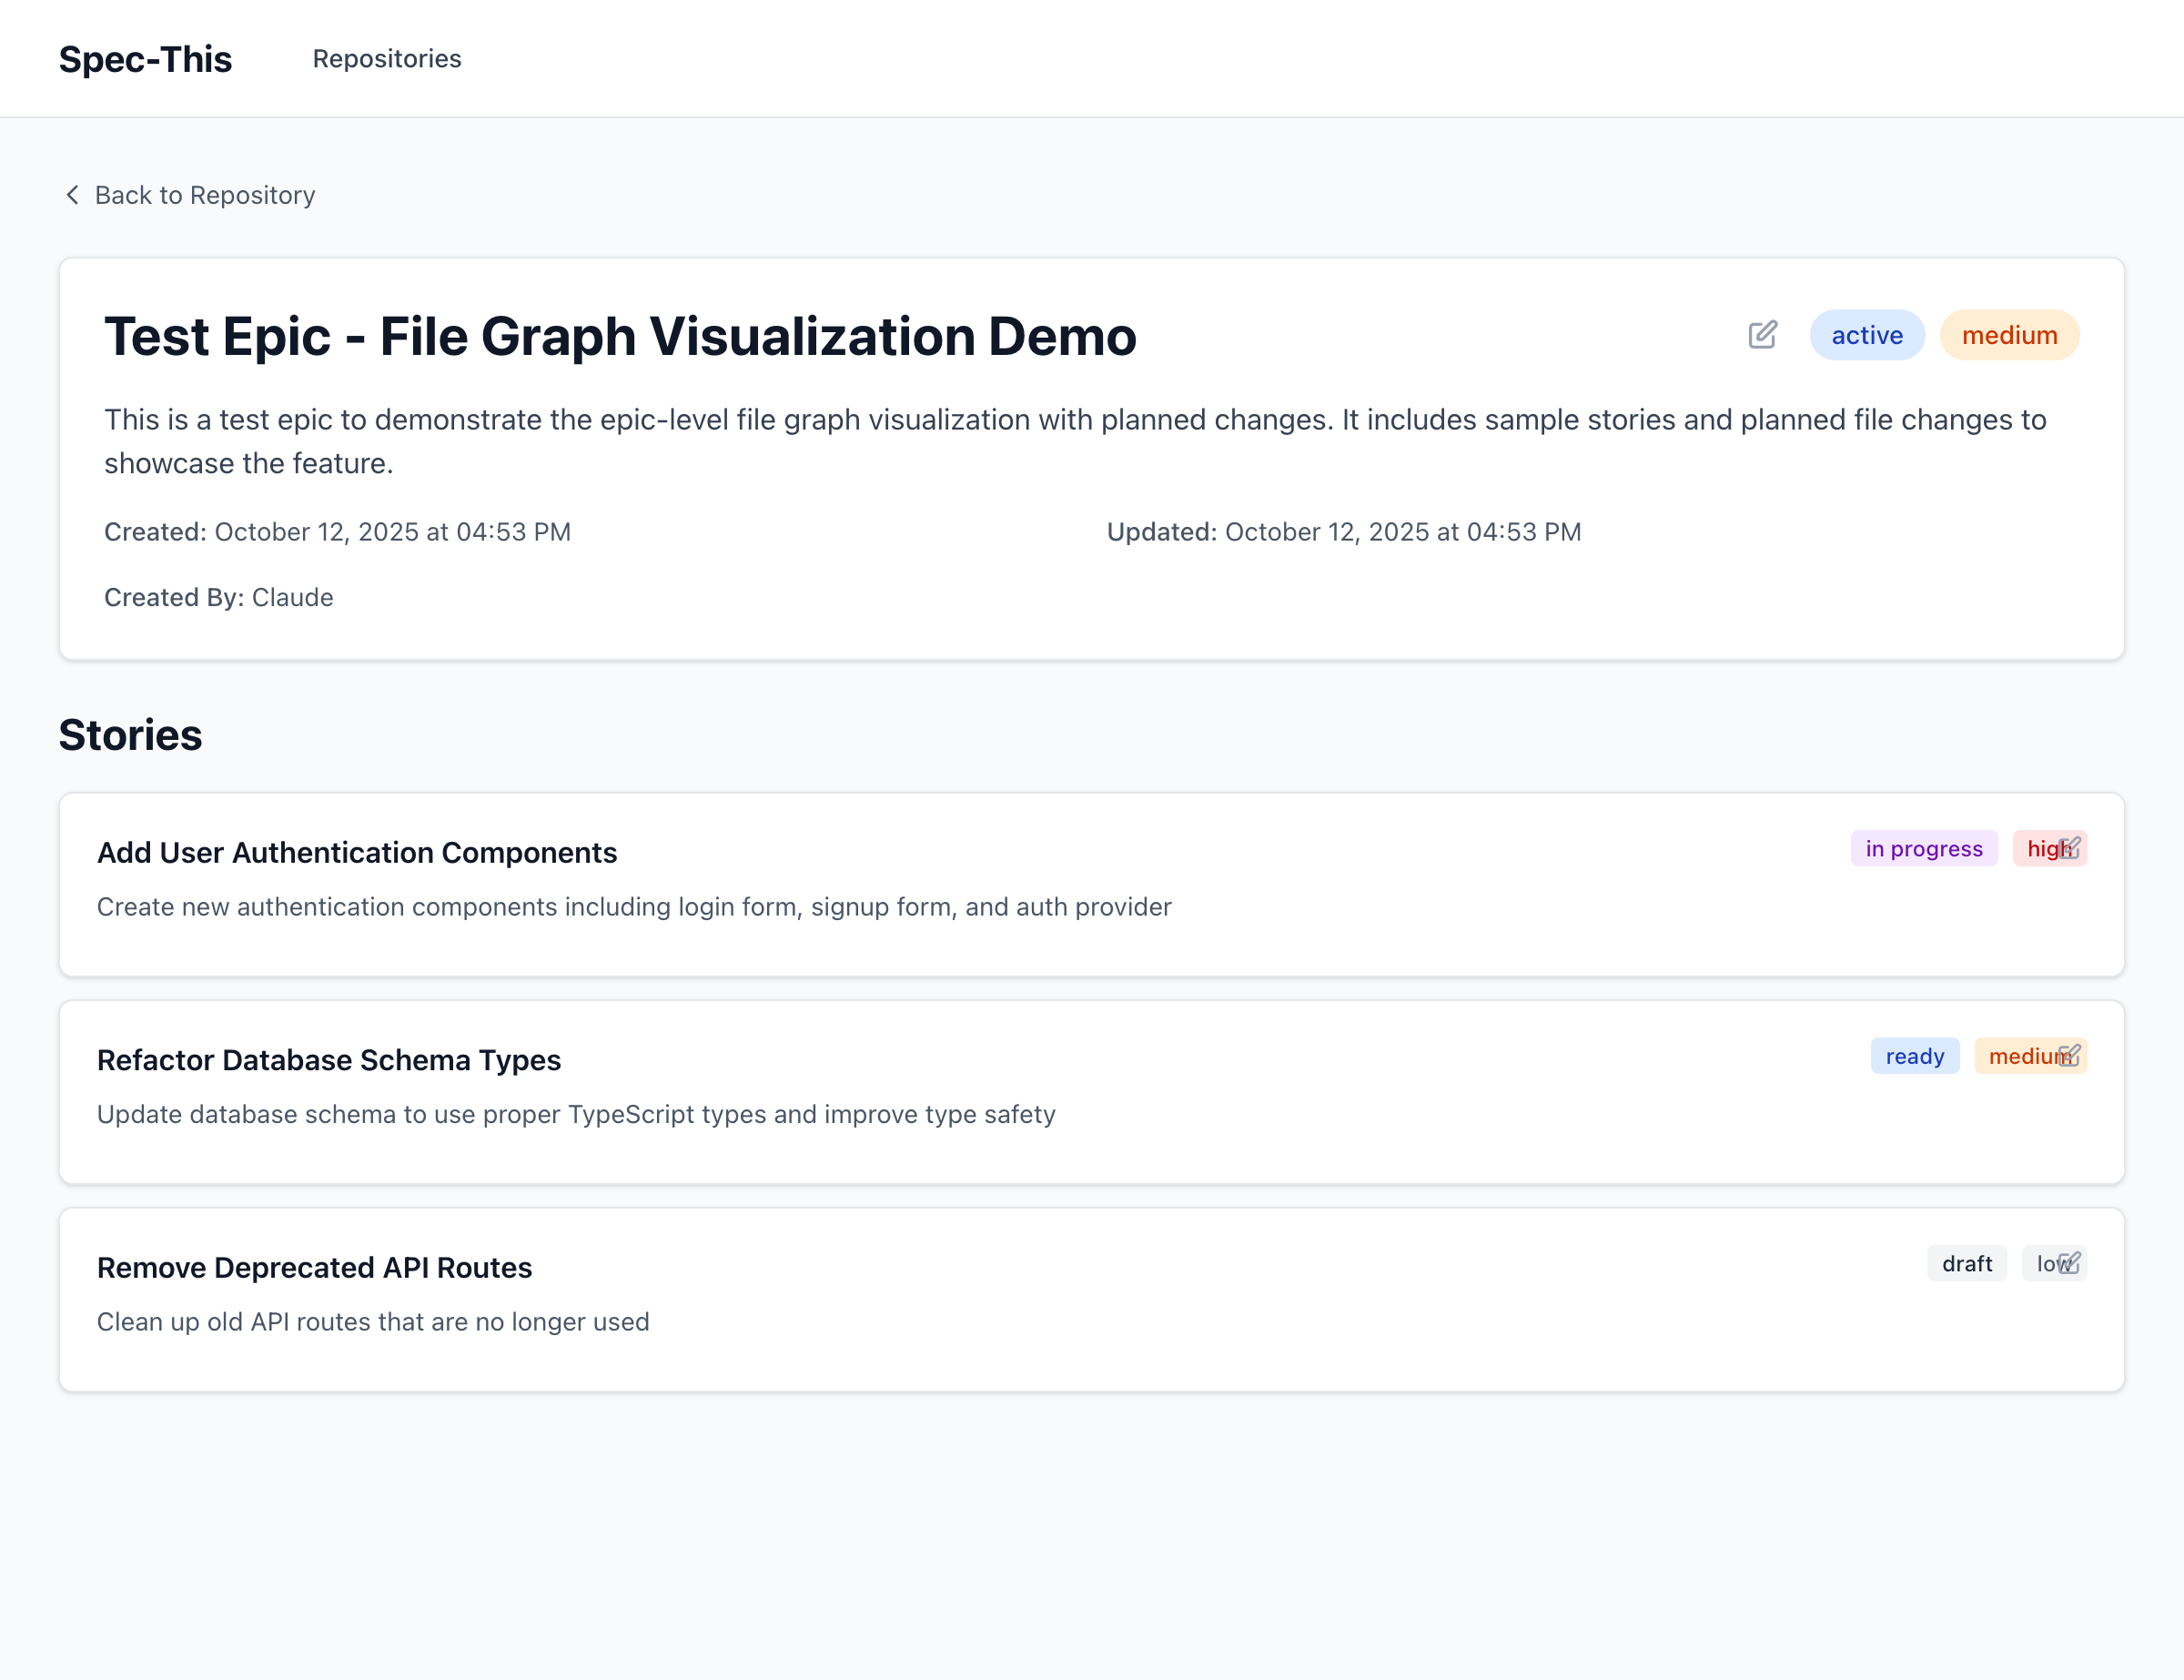 Spec-This
Repositories
Back to Repository
Test Epic - File Graph Visualization Demo
active
medium
This is a test epic to demonstrate the epic-level file graph visualization with planned changes. It includes sample stories and planned file changes to
showcase the feature.
Created: October 12, 2025 at 04:53 PM
Updated: October 12, 2025 at 04:53 PM
Created By: Claude
Stories
Add User Authentication Components
in progress
high
Create new authentication components including login form, signup form, and auth provider
Refactor Database Schema Types
ready
medium
Update database schema to use proper TypeScript types and improve type safety
Remove Deprecated API Routes
draft
low
Clean up old API routes that are no longer used